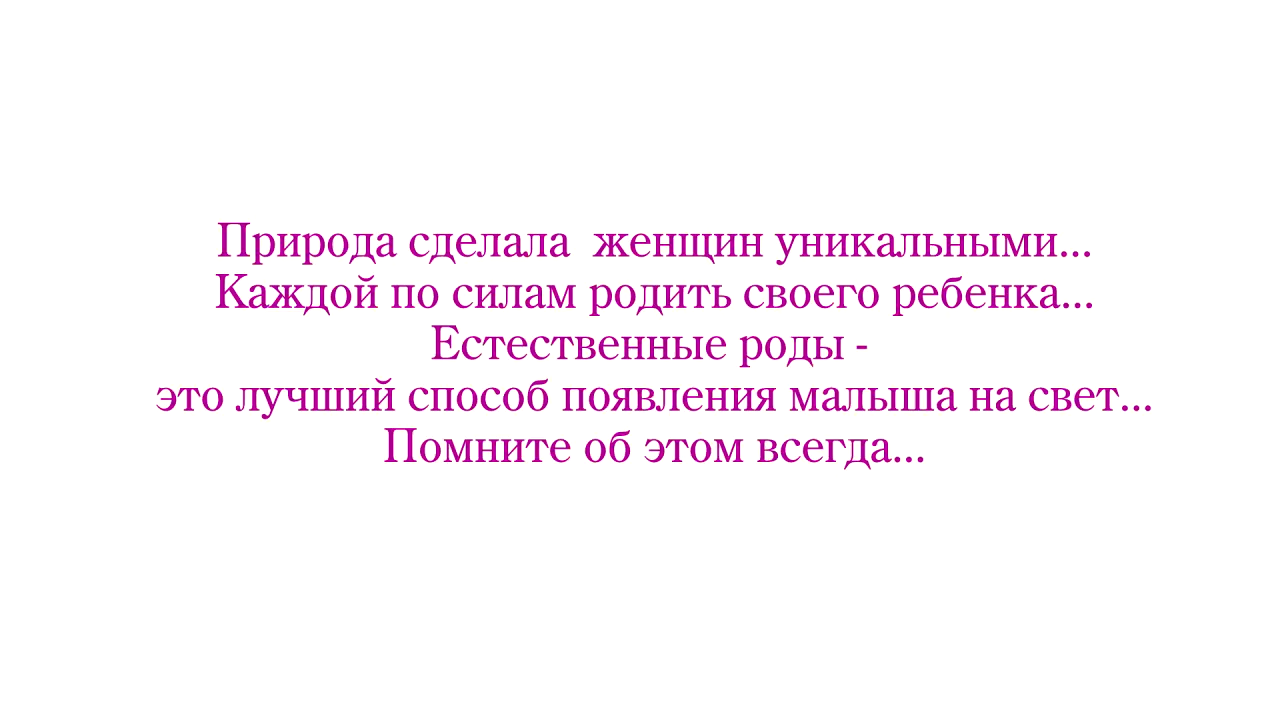 Природа сделала  женщин уникальными...
Каждой по силам родить своего ребенка...
Естественные роды -
это лучший способ появления малыша на свет...
Помните об этом всегда...